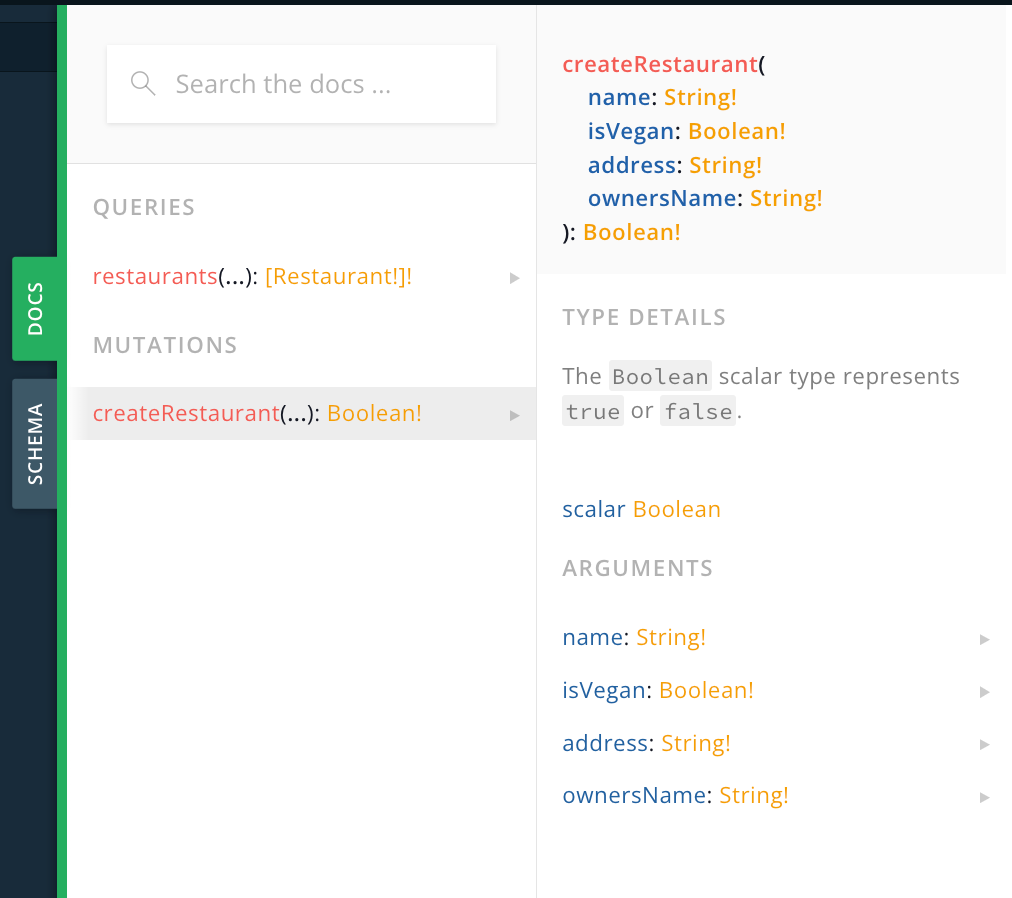 DOCS
SCHEMA
Search the docs ...
QUERIES
restaurants(...): [Restaurant!]!
MUTATIONS
createRestaurant(...): Boolean!
createRestaurant(
name: String!
isVegan: Boolean!
address: String!
ownersName: String!
): Boolean!
TYPE DETAILS
The Boolean scalar type represents
true or false.
scalar Boolean
ARGUMENTS
name: String!
isVegan: Boolean!
address: String!
ownersName: String!